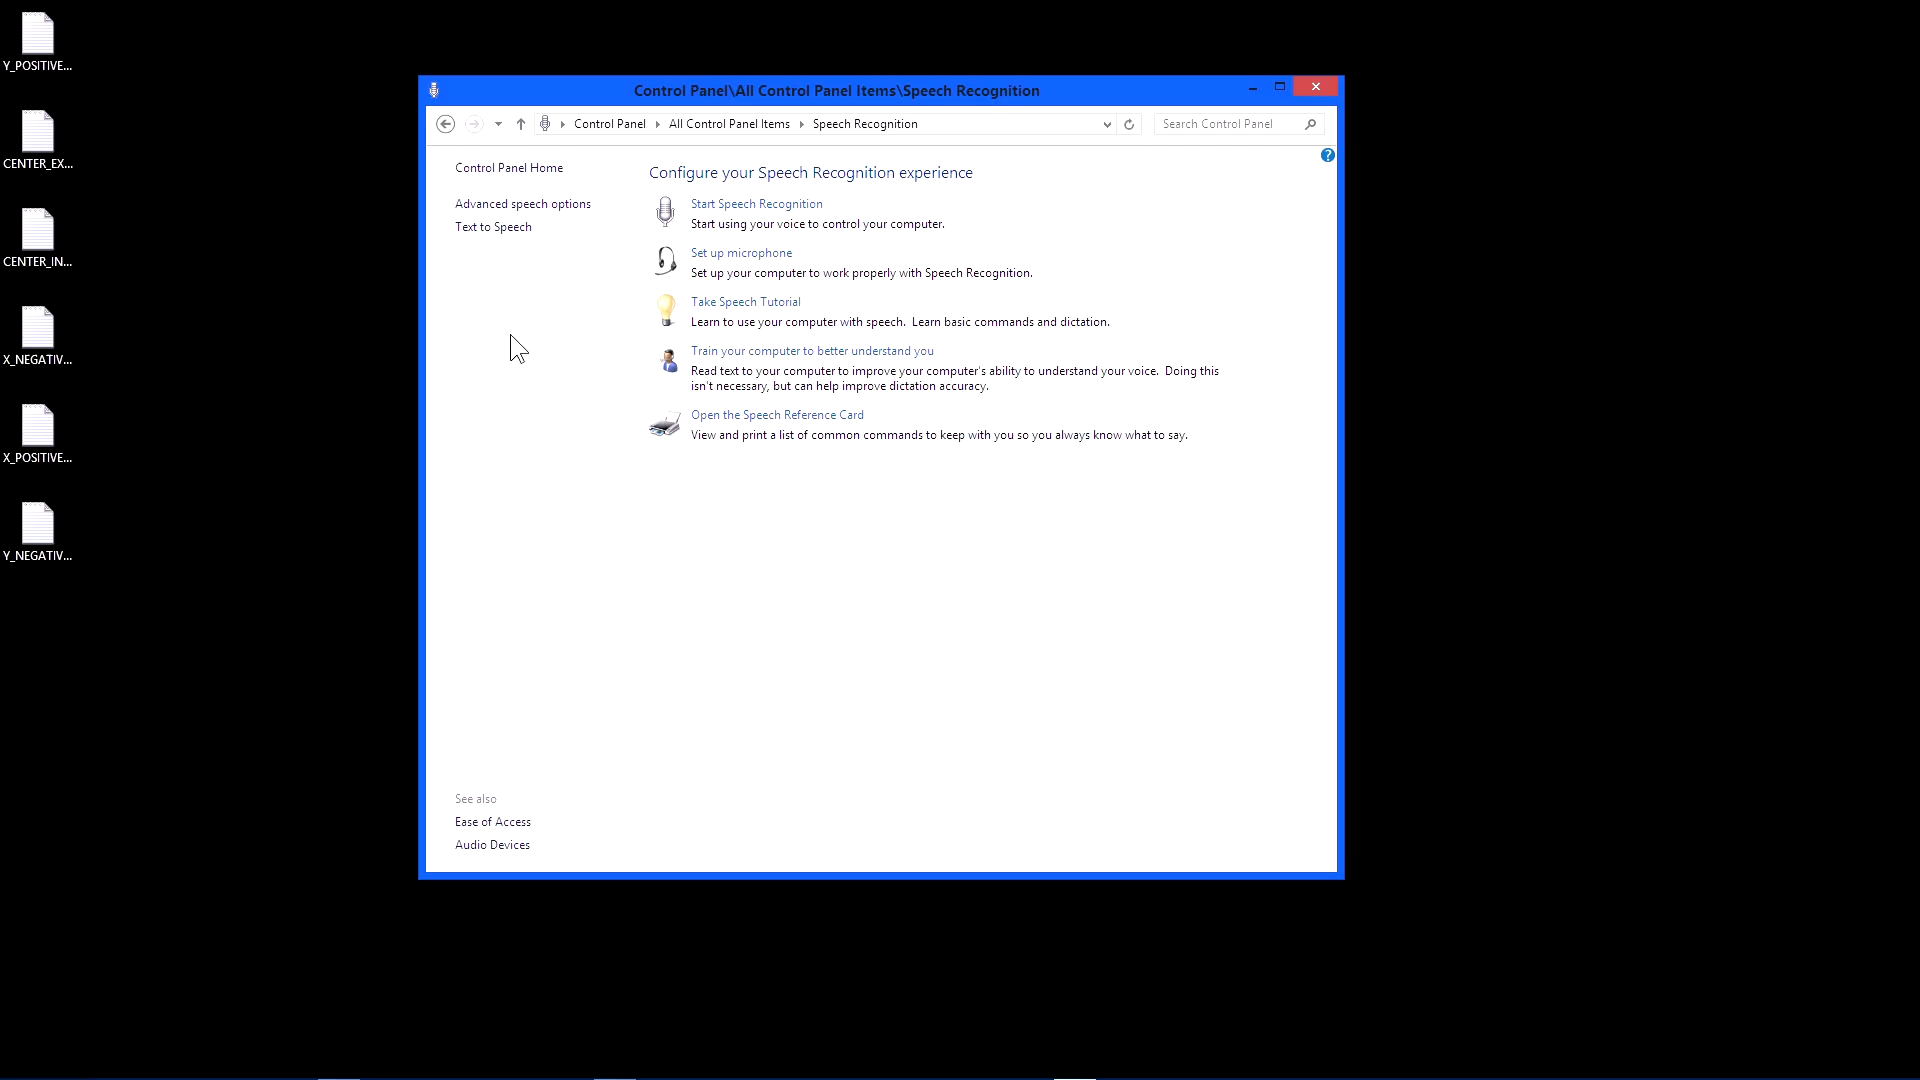 Y_POSITIVE...
CENTER_EX...
CENTER_IN...
X_NEGATIV...
X_POSITIVE...
Y_NEGATIV...
Control Panel\All Control Panel Items\Speech Recognition
Control Panel All Control Panel Items Speech Recognition
Search Control Panel
Control Panel Home
Advanced speech options
Text to Speech
Configure your Speech Recognition experience
Start Speech Recognition
Start using your voice to control your computer.
Set up microphone
Set up your computer to work properly with Speech Recognition.
Take Speech Tutorial
Learn to use your computer with speech. Learn basic commands and dictation.
Train your computer to better understand you
Read text to your computer to improve your computer's ability to understand your voice. Doing this
isn't necessary, but can help improve dictation accuracy.
Open the Speech Reference Card
View and print a list of common commands to keep with you so you always know what to say.
See also
Ease of Access
Audio Devices